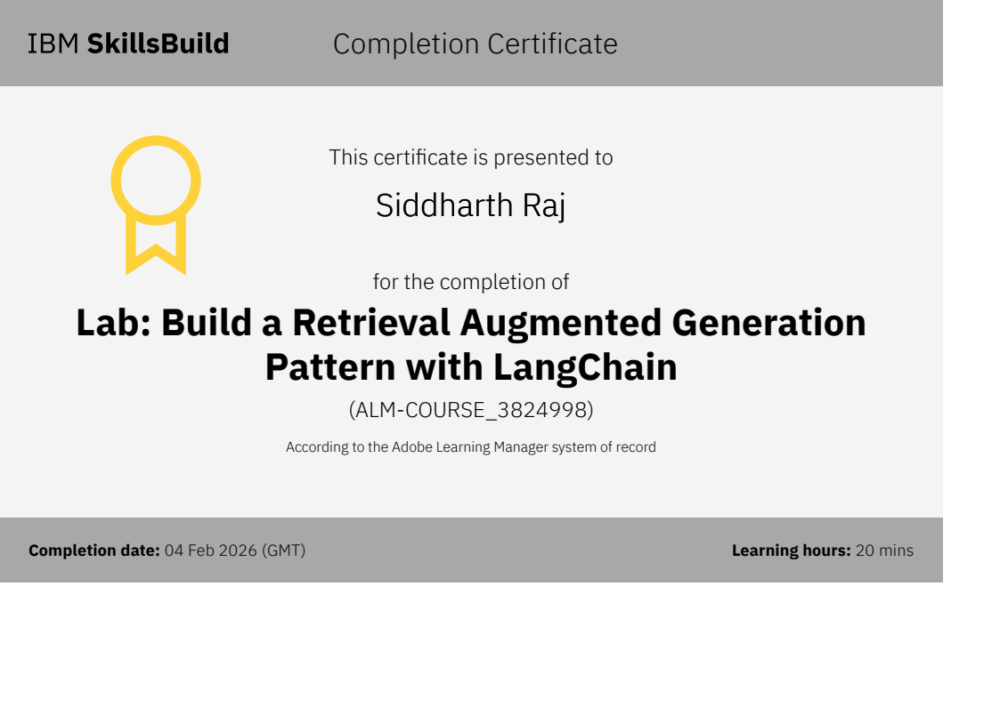 IBM SkillsBuild
Completion Certificate
This certificate is presented to
Siddharth Raj
for the completion of
Lab: Build a Retrieval Augmented Generation
Pattern with LangChain
(ALM-COURSE_3824998)
According to the Adobe Learning Manager system of record
Completion date: 04 Feb 2026 (GMT)
Learning hours: 20 mins